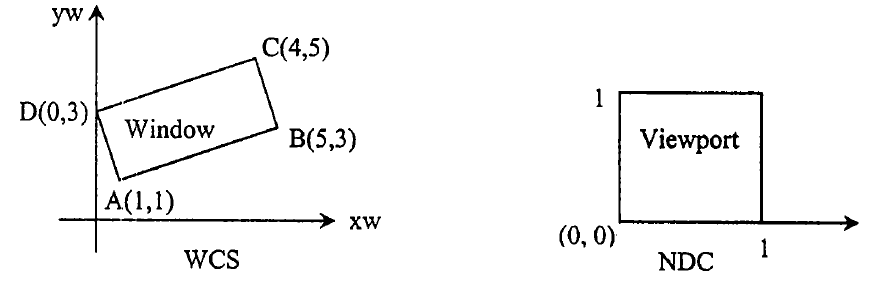 yw
C(4,5)
D(0,3)
Window
B(5,3)
A(1,1)
xw
WCS
1
Viewport
(0, 0)
1
NDC